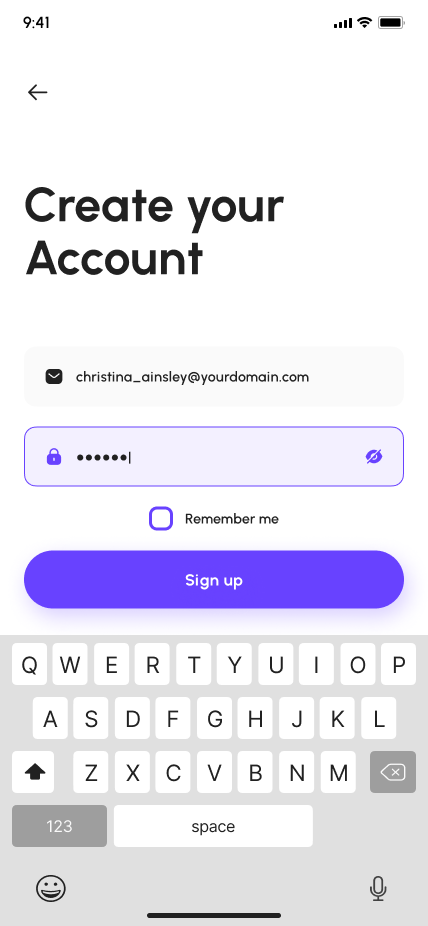 9:41
Create your
Account
christina_ainsley@yourdomain.com
●●●●●●
Remember me
Sign up
Q W E R T Y U I O P
A S D F G H J K L
Z X C V B N M
123 space